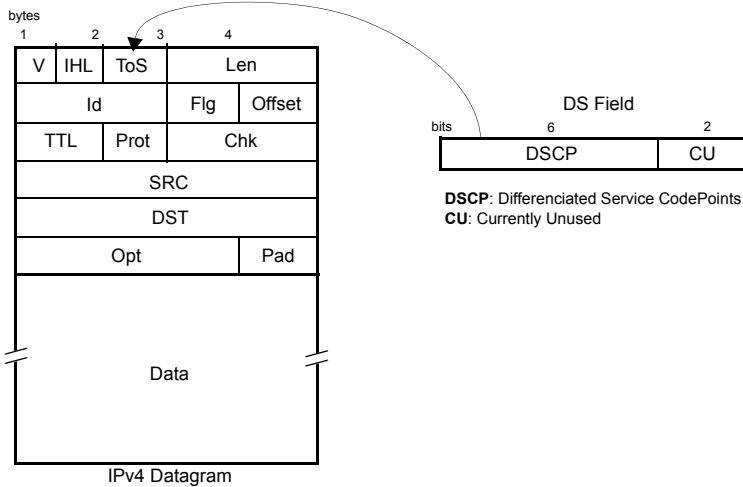 bytes
1 2 3 4
V IHL ToS Len
Id Flg Offset
TTL Prot Chk
SRC
DST
Opt Pad
Data
IPv4 Datagram
DS Field
bits 6 2
DSCP CU
DSCP: Differenciated Service CodePoints
CU: Currently Unused